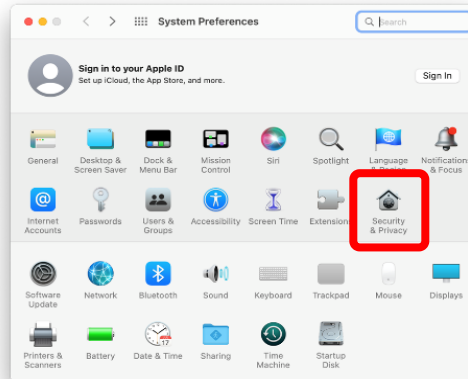 System Preferences
Search
Sign in to your Apple ID
Set up iCloud, the App Store, and more.
Sign In
General
Desktop & Screen Saver
Dock & Menu Bar
Mission Control
Siri
Spotlight
Language
Notifications & Focus
Internet Accounts
Passwords
Users & Groups
Accessibility
Screen Time
Extensions
Security & Privacy
Software Update
Network
Bluetooth
Sound
Keyboard
Trackpad
Mouse
Displays
Printers & Scanners
Battery
17
Date & Time
Sharing
Time Machine
Startup Disk